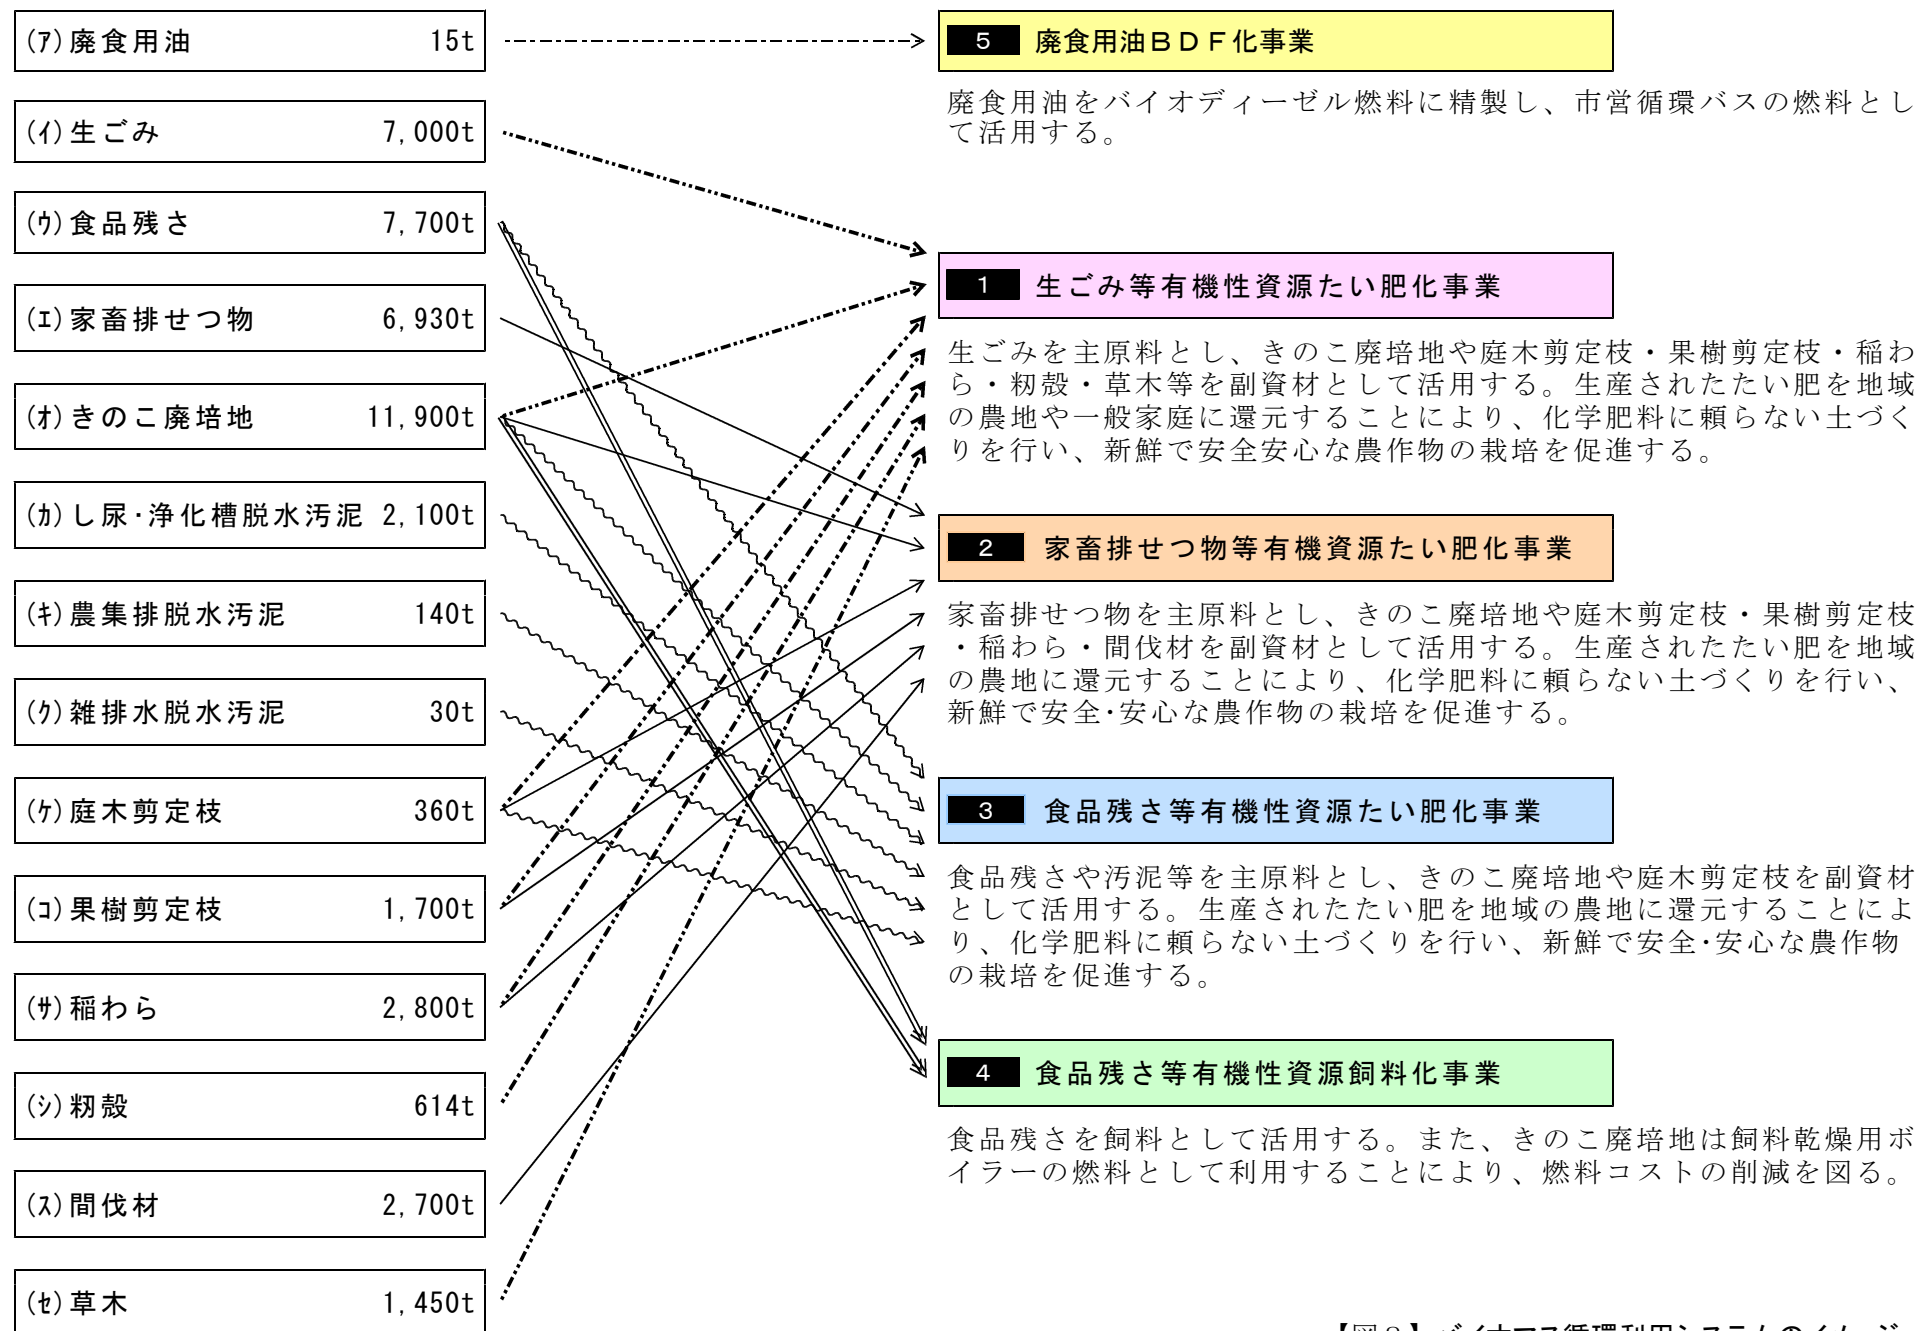 (ｱ)廃食用油 15t
(ｲ)生ごみ 7,000t
(ｳ)食品残さ 7,700t
(ｴ)家畜排せつ物 6,930t
(ｵ)きのこ廃培地 11,900t
(ｶ)し尿･浄化槽脱水汚泥 2,100t
(ｷ)農集排脱水汚泥 140t
(ｸ)雑排水脱水汚泥 30t
(ｹ)庭木剪定枝 360t
(ｺ)果樹剪定枝 1,700t
(ｻ)稲わら 2,800t
(ｼ)籾殻 614t
(ｽ)間伐材 2,700t
(ｾ)草木 1,450t
5 廃食用油ＢＤＦ化事業
廃食用油をバイオディーゼル燃料に精製し、市営循環バスの燃料とし
て活用する。
1 生ごみ等有機性資源たい肥化事業
生ごみを主原料とし、きのこ廃培地や庭木剪定枝・果樹剪定枝・稲わ
ら・籾殻・草木等を副資材として活用する。生産されたたい肥を地域
の農地や一般家庭に還元することにより、化学肥料に頼らない土づく
りを行い、新鮮で安全安心な農作物の栽培を促進する。
2 家畜排せつ物等有機資源たい肥化事業
家畜排せつ物を主原料とし、きのこ廃培地や庭木剪定枝・果樹剪定枝
・稲わら・間伐材を副資材として活用する。生産されたたい肥を地域
の農地に還元することにより、化学肥料に頼らない土づくりを行い、
新鮮で安全･安心な農作物の栽培を促進する。
3 食品残さ等有機性資源たい肥化事業
食品残さや汚泥等を主原料とし、きのこ廃培地や庭木剪定枝を副資材
として活用する。生産されたたい肥を地域の農地に還元することによ
り、化学肥料に頼らない土づくりを行い、新鮮で安全･安心な農作物
の栽培を促進する。
4 食品残さ等有機性資源飼料化事業
食品残さを飼料として活用する。また、きのこ廃培地は飼料乾燥用ボ
イラーの燃料として利用することにより、燃料コストの削減を図る。
バイオマス循環利用システムのイメージ